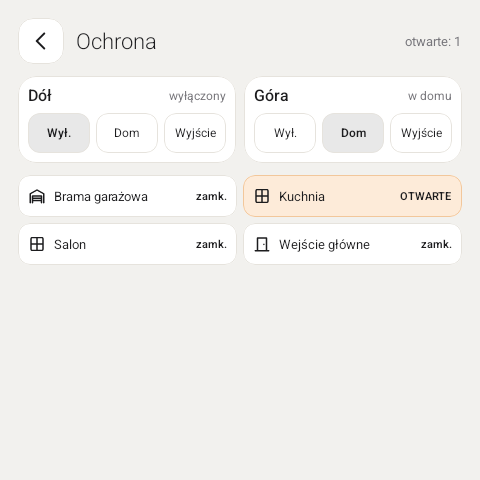 Ochrona
otwarte: 1
Dół
wyłączony
Wył.
Dom
Wyjście
Góra
w domu
Wył.
Dom
Wyjście
Brama garażowa
zamk.
Kuchnia
OTWARTE
Salon
zamk.
Wejście główne
zamk.